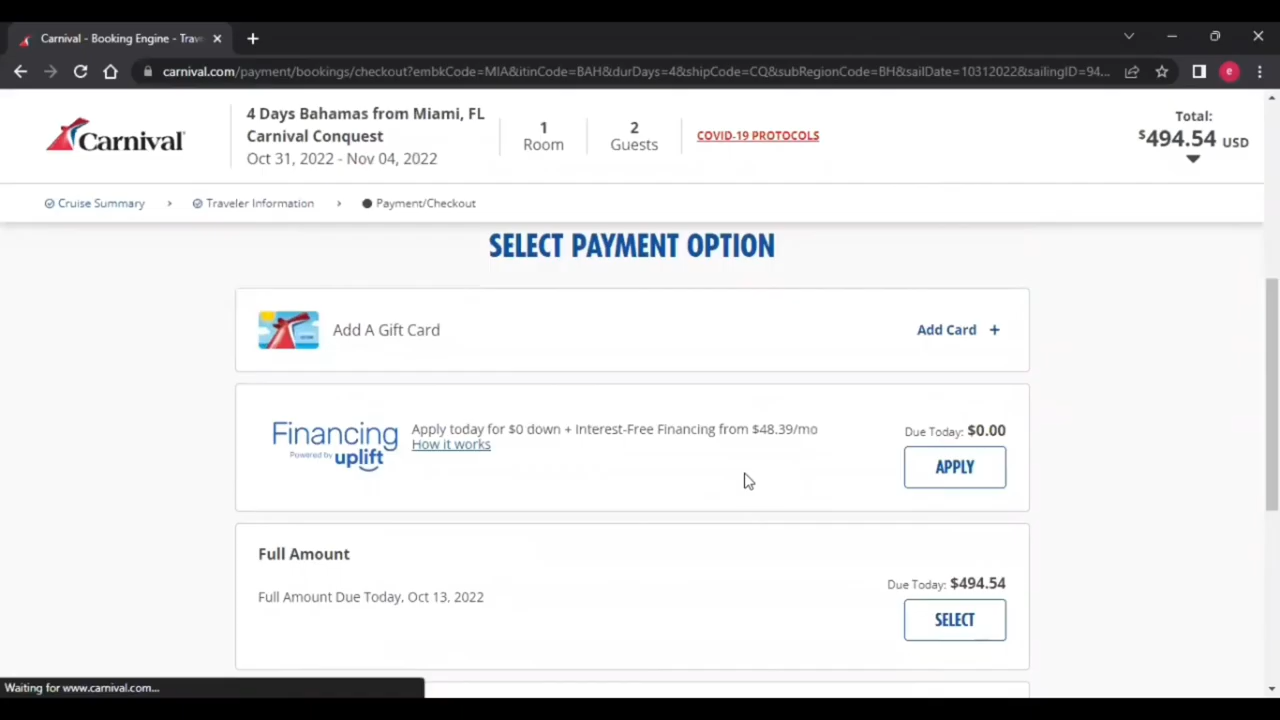 Carnival - Booking Engine - Trav
carnival.com/payment/bookings/checkout?embkCode=MIA&itinCode=BAH&durDays=4&shipCode=CQ&subRegionCode=BH&sailDate=10312022&sailingID=94...
e
Carnival
4 Days Bahamas from Miami, FL
Carnival Conquest
Oct 31, 2022 - Nov 04, 2022
1
Room
2
Guests
COVID-19 PROTOCOLS
Total:
$494.54 USD
Cruise Summary > Traveler Information > Payment/Checkout
SELECT PAYMENT OPTION
Add A Gift Card
Add Card +
Financing
Powered by uplift
Apply today for $0 down + Interest-Free Financing from $48.39/mo
How it works
Due Today: $0.00
APPLY
Full Amount
Full Amount Due Today, Oct 13, 2022
Due Today: $494.54
SELECT
Waiting for www.carnival.com...